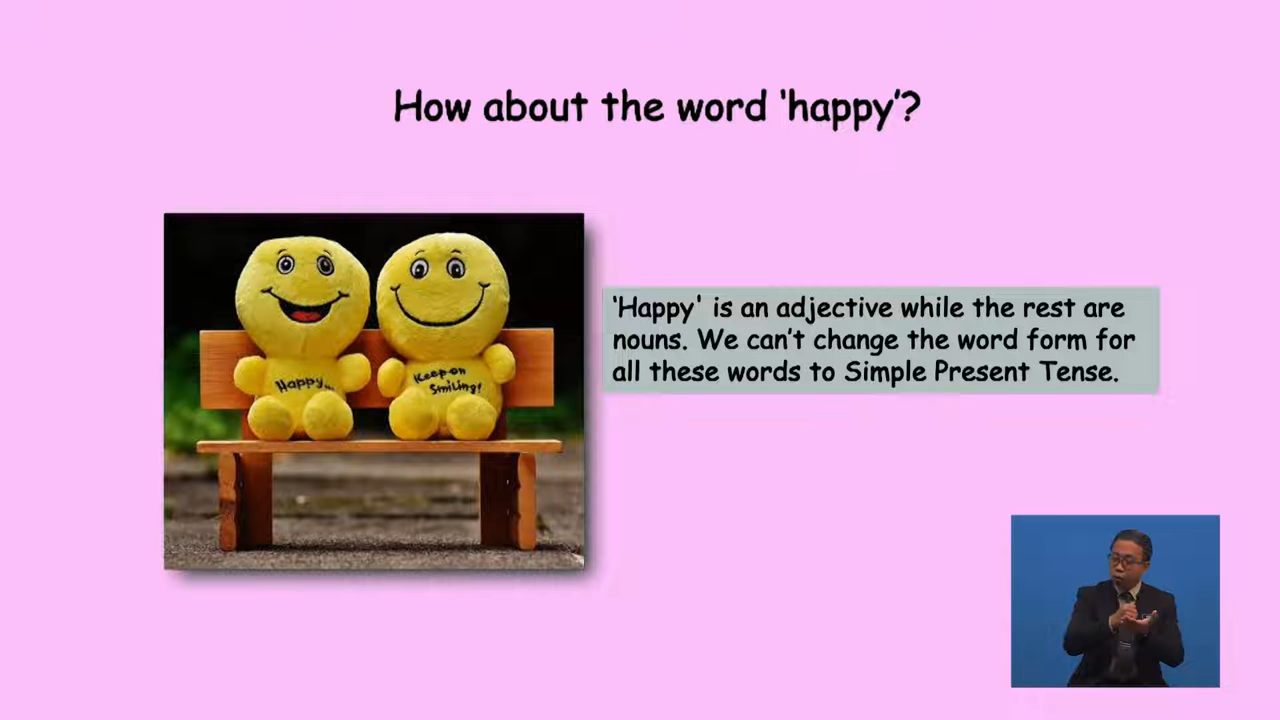 How about the word ‘happy’?
Happy...
Keep on
Smiling!
‘Happy' is an adjective while the rest are
nouns. We can’t change the word form for
all these words to Simple Present Tense.